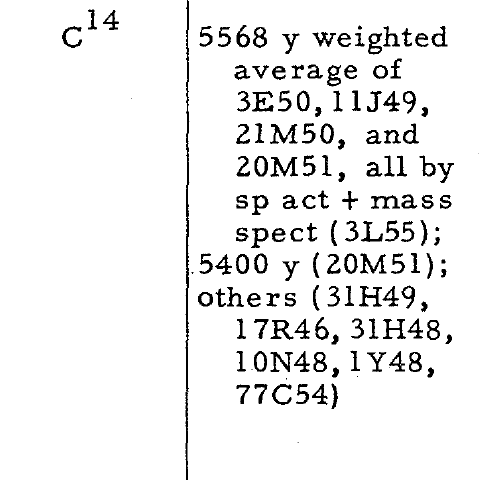 C14
5568 y weighted
average of
3E50, 11J49,
21M50, and
20M51, all by
sp act + mass
spect (3L55);
5400 y (20M51);
others (31H49,
17R46, 31H48,
10N48, 1Y48,
77C54)